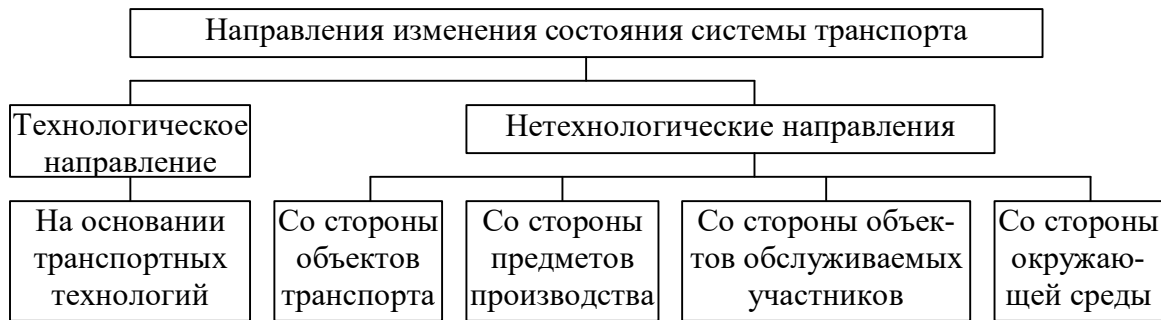 Направления изменения состояния системы транспорта
Технологическое
направление
Нетехнологические направления
На основании
транспортных
технологий
Со стороны
объектов
транспорта
Со стороны
предметов
производства
Со стороны объек-
тов обслуживаемых
участников
Со стороны
окружаю-
щей среды